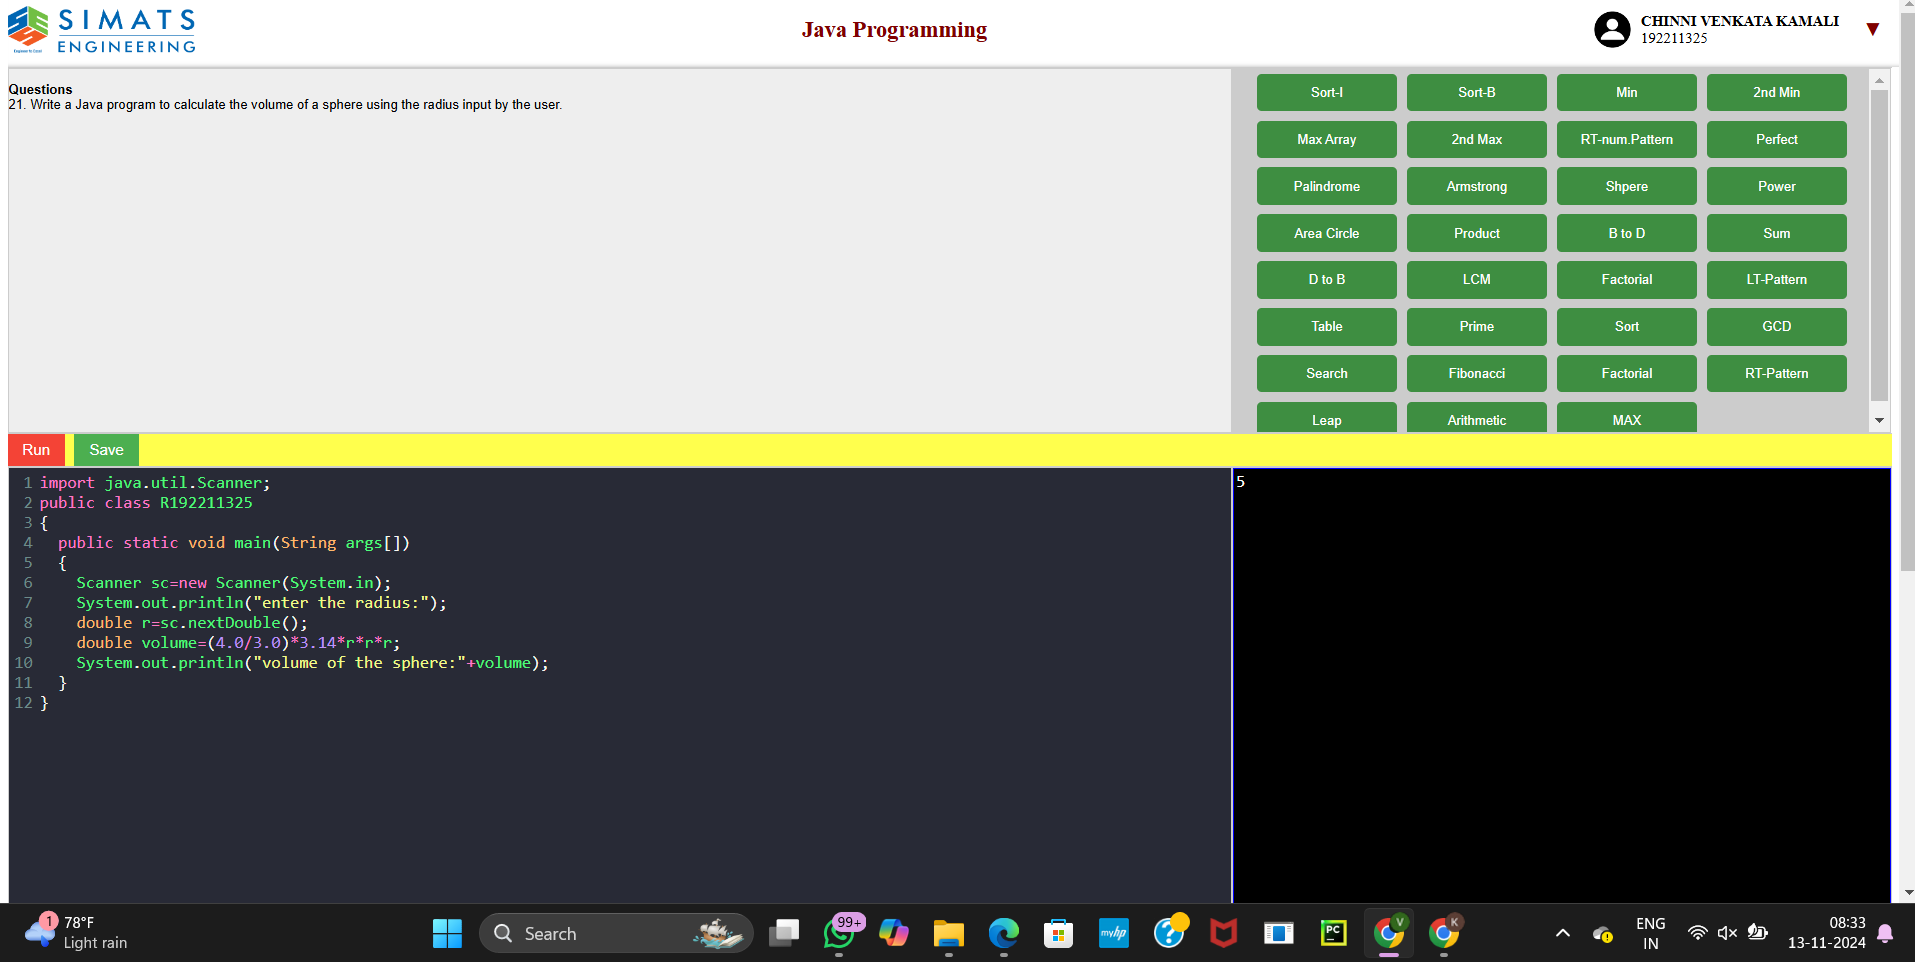 SIMATS
ENGINEERING
Java Programming
CHINNI VENKATA KAMALI
192211325
Questions
21. Write a Java program to calculate the volume of a sphere using the radius input by the user.
Sort-I Sort-B Min 2nd Min
Max Array 2nd Max RT-num.Pattern Perfect
Palindrome Armstrong Shpere Power
Area Circle Product B to D Sum
D to B LCM Factorial LT-Pattern
Table Prime Sort GCD
Search Fibonacci Factorial RT-Pattern
Leap Arithmetic MAX
Run Save
1 import java.util.Scanner;
2 public class R192211325
3 {
4 public static void main(String args[])
5 {
6 Scanner sc=new Scanner(System.in);
7 System.out.println("enter the radius:");
8 double r=sc.nextDouble();
9 double volume=(4.0/3.0)*3.14*r*r*r;
10 System.out.println("volume of the sphere:"+volume);
11 }
12 }
5
1
78°F
Light rain
Search
99+
myhp
PC
V
K
ENG
IN
08:33
13-11-2024